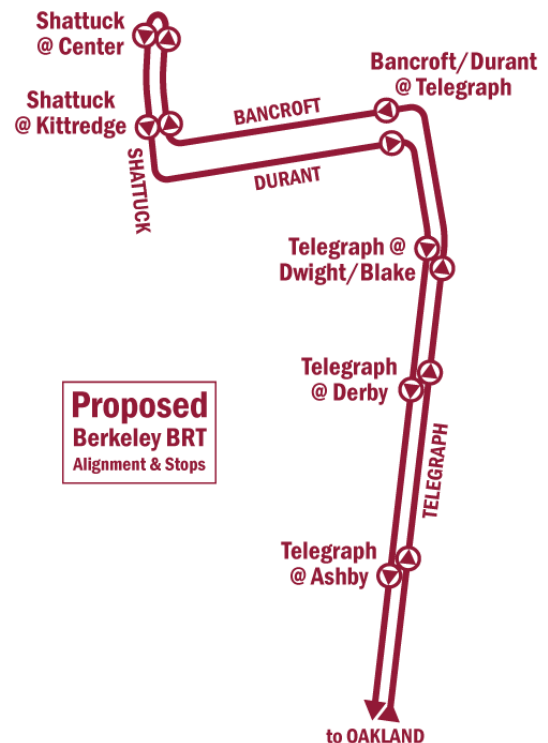 Shattuck
@ Center
Bancroft/Durant
@ Telegraph
Shattuck
@ Kittredge
BANCROFT
SHATTUCK
DURANT
Telegraph @
Dwight/Blake
Telegraph
@ Derby
Proposed
Berkeley BRT
Alignment & Stops
TELEGRAPH
Telegraph
@ Ashby
to OAKLAND